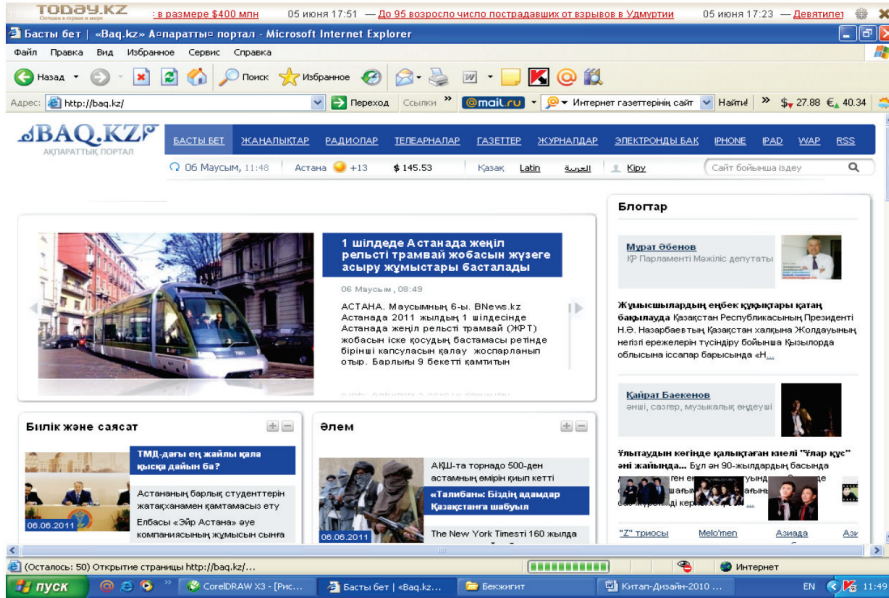 TODAY.KZ
: в размере $400 млн 05 июня 17:51 — До 95 возросло число пострадавших от взрывов в Удмуртии 05 июня 17:23 — Девятилет
Басты бет | «Baq.kz» А¤паратты¤ портал - Microsoft Internet Explorer
Файл Правка Вид Избранное Сервис Справка
Назад Поиск Избранное
Адрес: http://baq.kz/ Переход Ссылки » @mail.ru Интернет газеттерінің сайт Найти! » $ 27.88 € 40.34
BAQ.KZ
АҚПАРАТТЫҚ ПОРТАЛ
БАСТЫ БЕТ ЖАҢАЛЫҚТАР РАДИОЛАР ТЕЛЕАРНАЛАР ГАЗЕТТЕР ЖУРНАЛДАР ЭЛЕКТРОНДЫ БАҚ IPHONE IPAD WAP RSS
06 Маусым, 11:48 Астана +13 $ 145.53 Қазақ Latin العربية Кіру Сайт бойынша іздеу
1 шілдеде Астанада жеңіл
рельсті трамвай жобасын жүзеге
асыру жұмыстары басталады
06 Маусым, 08:49
АСТАНА. Маусымның 6-ы. BNews.kz
Астанада 2011 жылдың 1 шілдесінде
Астанада жеңіл рельсті трамвай (ЖРТ)
жобасын іске қосудың бастамасы ретінде
бірінші капсуласын қалау жоспарланып
отыр. Барлығы 9 бекетті қамтитын
Блогтар
Мұрат Әбенов
ҚР Парламенті Мәжіліс депутаты
Жұмысшылардың еңбек құқықтары қатаң
бақылауда Қазақстан Республикасының Президенті
Н.Ә. Назарбаевтың Қазақстан халқына Жолдауының
негізгі ережелерін түсіндіру бойынша Қызылорда
облысына іссапар барысында «Н...
Қайрат Баекенов
әнші, сазгер, музыкалық өңдеуші
Ұлытаудың көгінде қалықтаған киелі "Ұлар құс"
әні жайында... Бұл ән 90-жылдардың басында
"Z" триосы Melo'men Азиада Ази
Билік және саясат
ТМД-дағы ең жайлы қала
қысқа дайын ба?
Астананың барлық студенттерін
жатақханамен қамтамасыз ету
Елбасы «Эйр Астана» әуе
компаниясының жұмысын сынға
06.06.2011
Әлем
АҚШ-та торнадо 500-ден
астамның өмірін қиып кетті
«Талибан»: Біздің адамдар
Қазақстанға шабуыл
The New York Timesті 160 жылда
06.06.2011
(Осталось: 50) Открытие страницы http://baq.kz/... Интернет
пуск » CorelDRAW X3 - [Рис... Басты бет | «Baq.kz... Бекжигит Китап-Дизайн-2010 ... EN 11:49